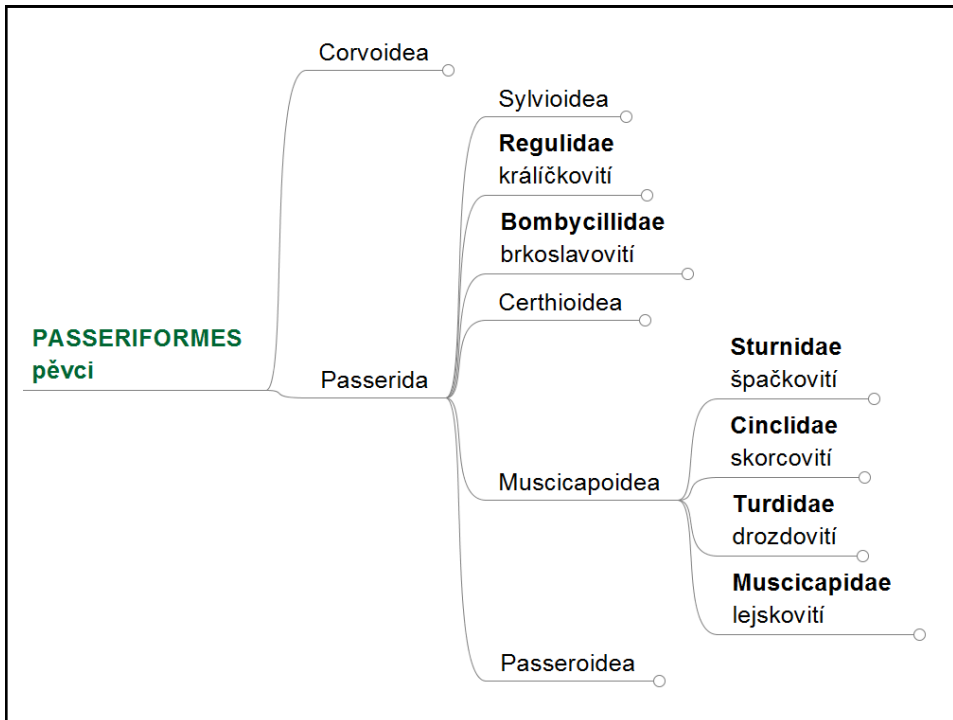 Corvoidea
Sylvioidea
Regulidae
králíčkovití
Bombycillidae
brkoslavovití
Certhioidea
PASSERIFORMES
pěvci
Passerida
Sturnidae
špačkovití
Cinclidae
skorcovití
Muscicapoidea
Turdidae
drozdovití
Muscicapidae
lejskovití
Passeroidea